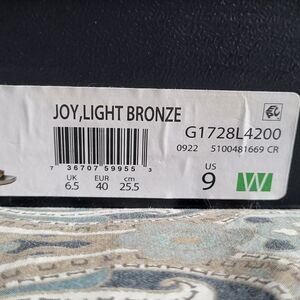 JOY,LIGHT BRONZE
G1728L4200
0922 5100481669 CR
7 36707 59955 3
UK EUR cm
6.5 40 25.5
US
9 W